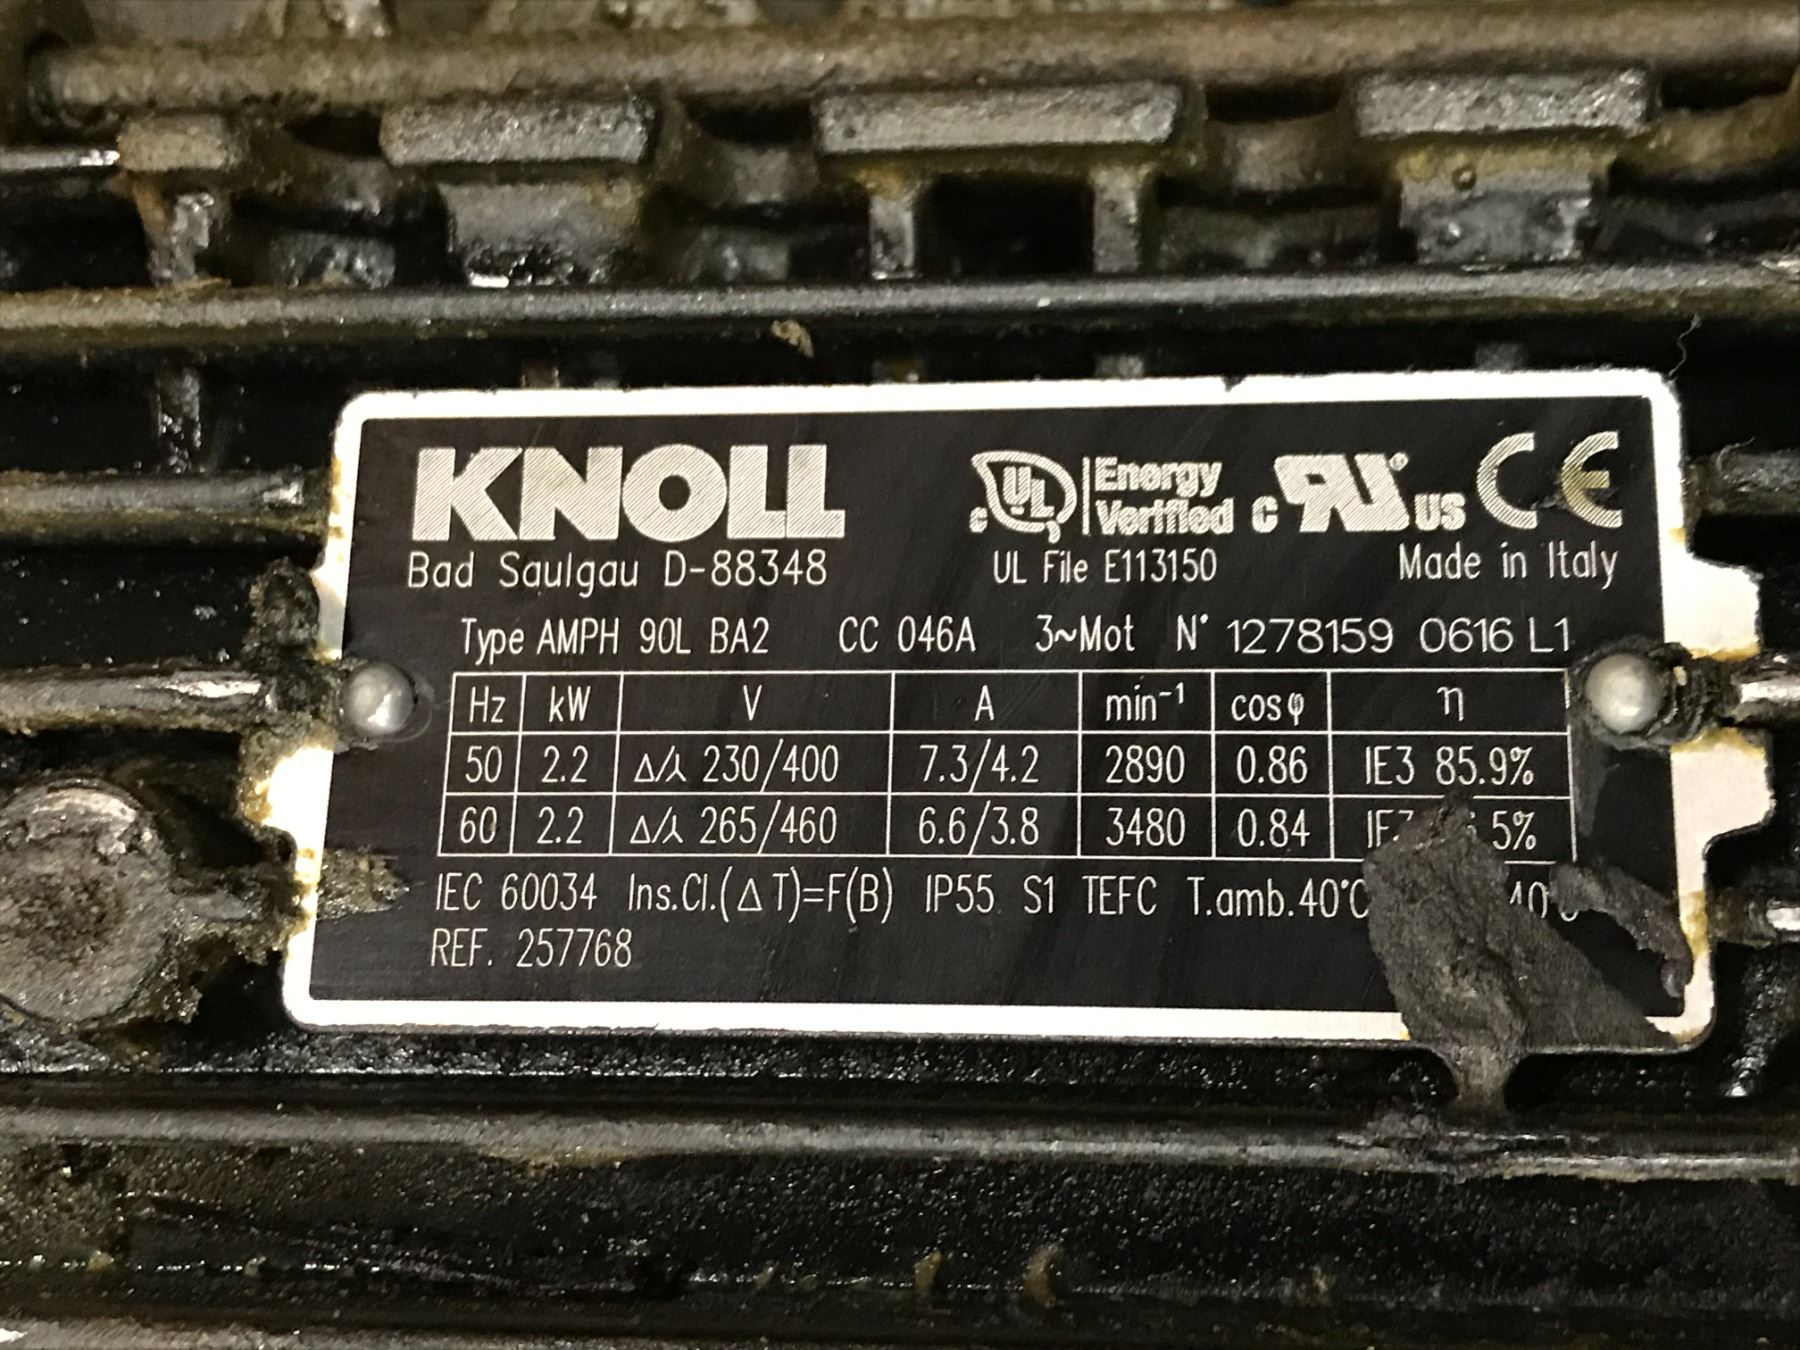 KNOLL
Bad Saulgau D-88348
UL Energy Verified
c RU US CE
UL File E113150
Made in Italy
Type AMPH 90L BA2 CC 046A 3~Mot N° 1278159 0616 L1
Hz kW V A min⁻¹ cosφ η
50 2.2 Δ/⅄ 230/400 7.3/4.2 2890 0.86 IE3 85.9%
60 2.2 Δ/⅄ 265/460 6.6/3.8 3480 0.84 5%
IEC 60034 Ins.Cl.(ΔT)=F(B) IP55 S1 TEFC T.amb.40°C
REF. 257768